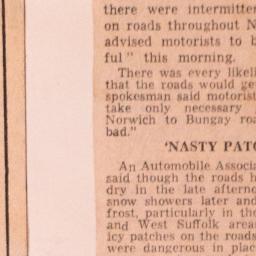 there were intermitten
on roads throughout N
advised motorists to b
ful" this morning.
There was every likeli
that the roads would ge
spokesman said motorist
take only necessary
Norwich to Bungay roa
bad."
'NASTY PATC
An Automobile Associa
said though the roads h
dry in the late afterno
snow showers later and
frost, particularly in the
and West Suffolk area
icy patches on the roads
were dangerous in plac